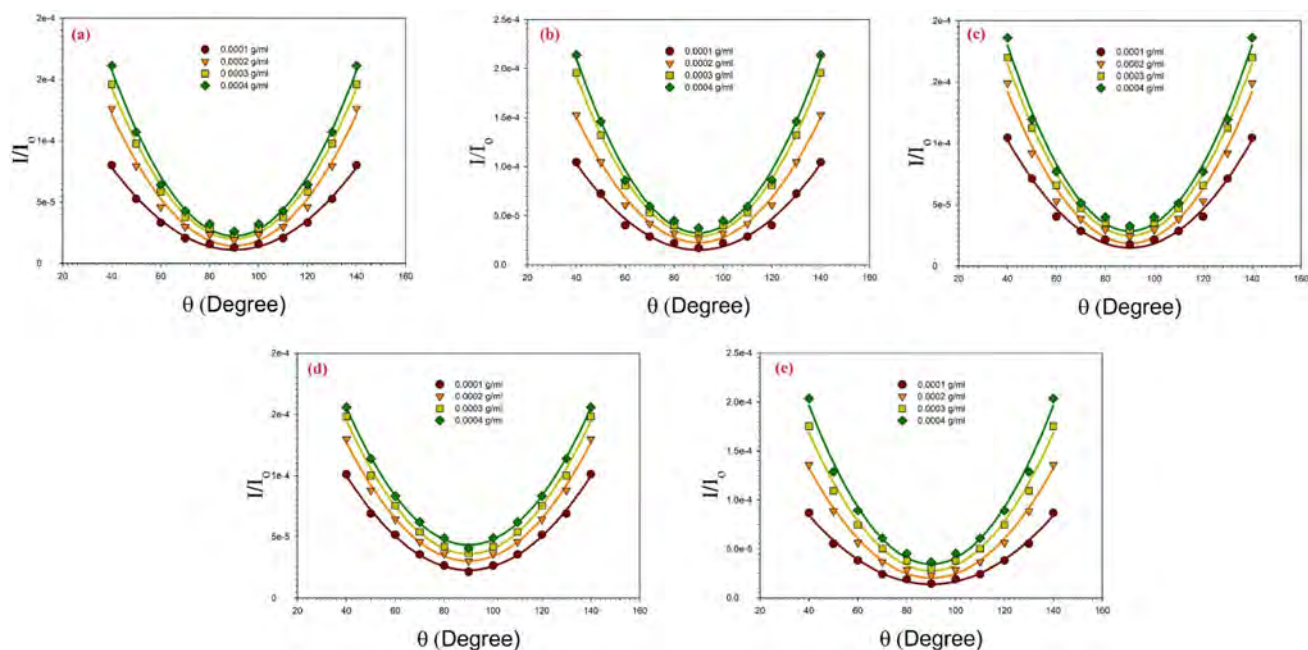 (a)
2e-4
2e-4
1e-4
5e-5
0
I/I₀
0.0001 g/ml
0.0002 g/ml
0.0003 g/ml
0.0004 g/ml
20 40 60 80 100 120 140 160
θ (Degree)
(b)
2.5e-4
2.0e-4
1.5e-4
1.0e-4
5.0e-5
0.0
I/I₀
0.0001 g/ml
0.0002 g/ml
0.0003 g/ml
0.0004 g/ml
20 40 60 80 100 120 140 160
θ (Degree)
(c)
2e-4
2e-4
1e-4
5e-5
0
I/I₀
0.0001 g/ml
0.0002 g/ml
0.0003 g/ml
0.0004 g/ml
20 40 60 80 100 120 140 160
θ (Degree)
(d)
2e-4
2e-4
1e-4
5e-5
0
I/I₀
0.0001 g/ml
0.0002 g/ml
0.0003 g/ml
0.0004 g/ml
20 40 60 80 100 120 140 160
θ (Degree)
(e)
2.5e-4
2.0e-4
1.5e-4
1.0e-4
5.0e-5
0.0
I/I₀
0.0001 g/ml
0.0002 g/ml
0.0003 g/ml
0.0004 g/ml
20 40 60 80 100 120 140 160
θ (Degree)